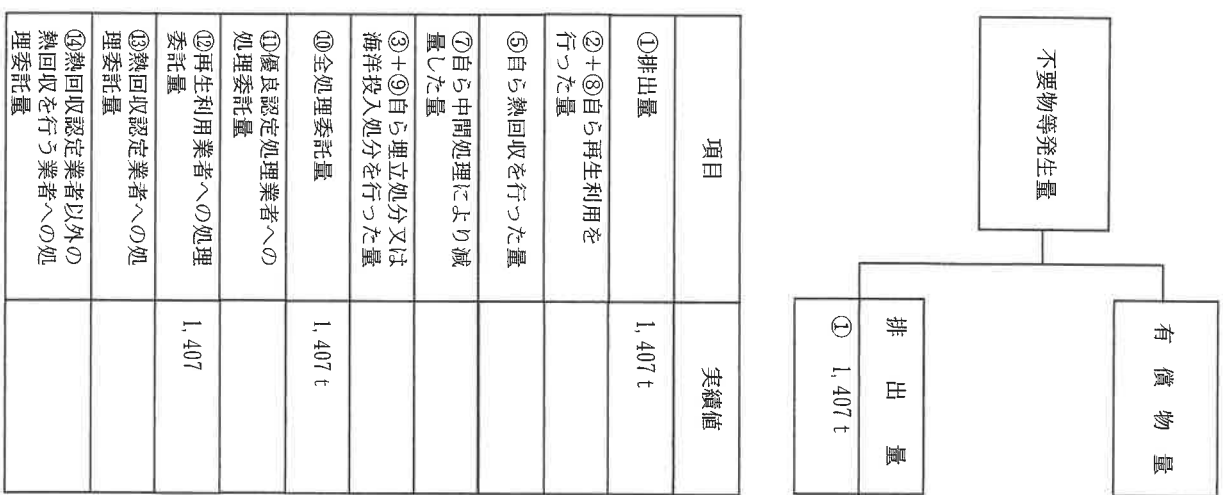 不要物等発生量
有償物量
排出量
① 1,407t
項目 実績値
①排出量 1,407t
②+⑧自ら再生利用を
行った量
⑤自ら熱回収を行った量
⑦自ら中間処理により減
量した量
③+⑨自ら埋立処分又は
海洋投入処分を行った量
⑩全処理委託量 1,407t
⑪優良認定処理業者への
処理委託量
⑫再生利用業者への処理
委託量 1,407
⑬熱回収認定業者への処
理委託量
⑭熱回収認定業者以外の
熱回収を行う業者への処
理委託量